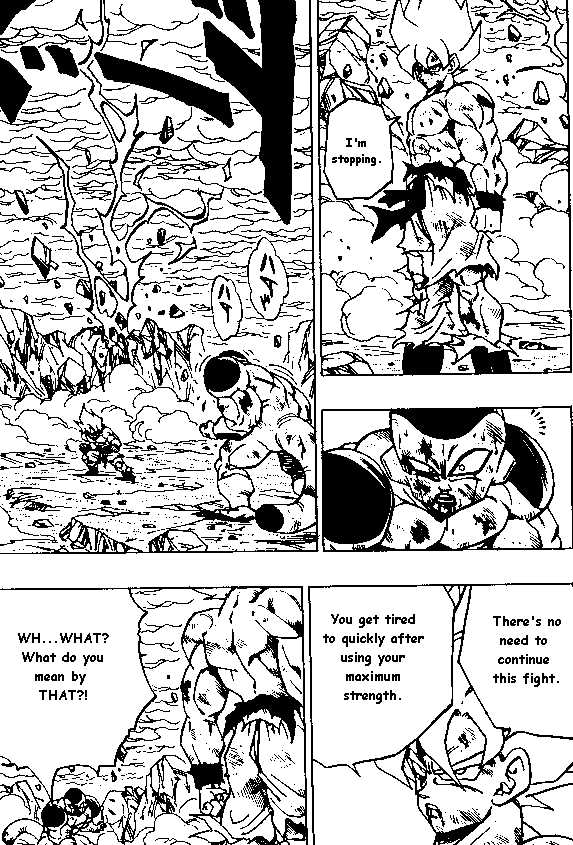 I'm
stopping.
There's no
need to
continue
this fight.
You get tired
to quickly after
using your
maximum
strength.
WH...WHAT?
What do you
mean by
THAT?!